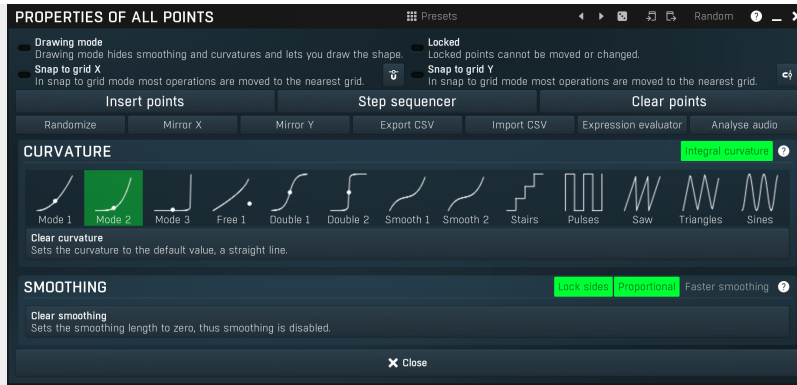 PROPERTIES OF ALL POINTS
Presets
Random
Drawing mode
Drawing mode hides smoothing and curvatures and lets you draw the shape.
Locked
Locked points cannot be moved or changed.
Snap to grid X
In snap to grid mode most operations are moved to the nearest grid.
Snap to grid Y
In snap to grid mode most operations are moved to the nearest grid.
Insert points
Step sequencer
Clear points
Randomize
Mirror X
Mirror Y
Export CSV
Import CSV
Expression evaluator
Analyse audio
CURVATURE
Integral curvature
Mode 1
Mode 2
Mode 3
Free 1
Double 1
Double 2
Smooth 1
Smooth 2
Stairs
Pulses
Saw
Triangles
Sines
Clear curvature
Sets the curvature to the default value, a straight line.
SMOOTHING
Lock sides
Proportional
Faster smoothing
Clear smoothing
Sets the smoothing length to zero, thus smoothing is disabled.
Close